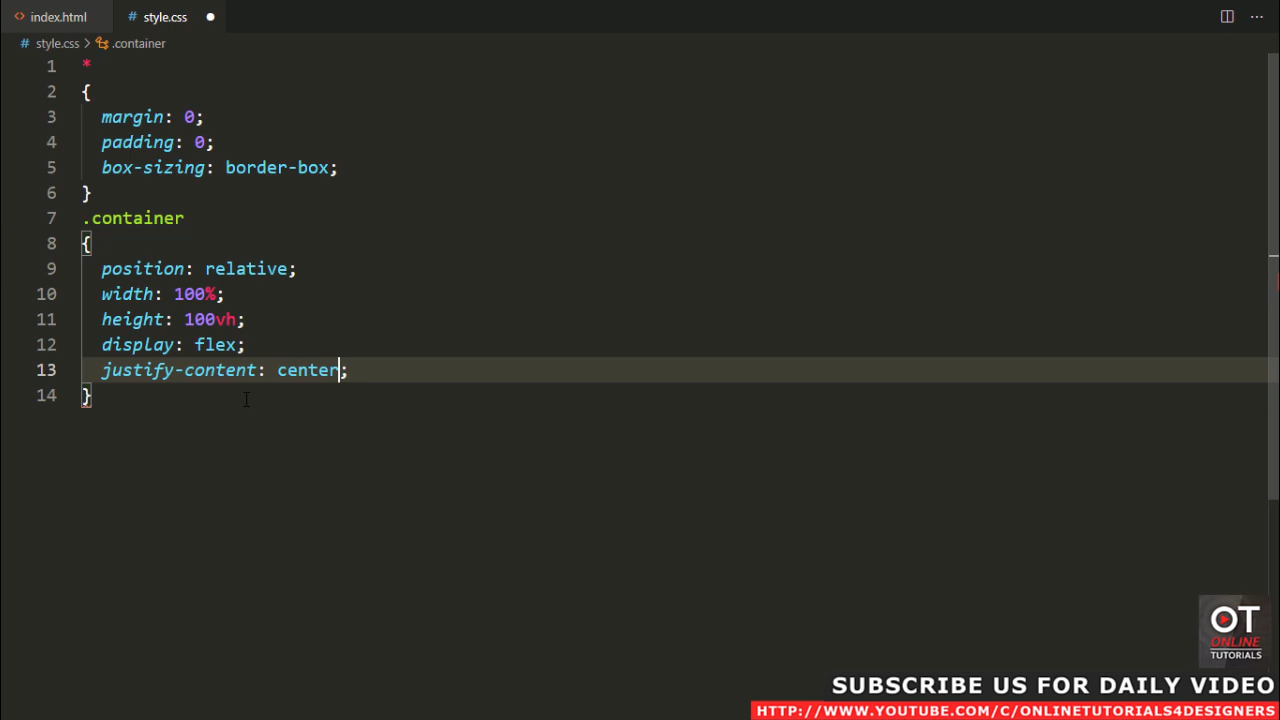 index.html
# style.css
# style.css > .container
1 *
2 {
3 margin: 0;
4 padding: 0;
5 box-sizing: border-box;
6 }
7 .container
8 {
9 position: relative;
10 width: 100%;
11 height: 100vh;
12 display: flex;
13 justify-content: center;
14 }
OT
ONLINE
TUTORIALS
SUBSCRIBE US FOR DAILY VIDEO
HTTP://WWW.YOUTUBE.COM/C/ONLINETUTORIALS4DESIGNERS